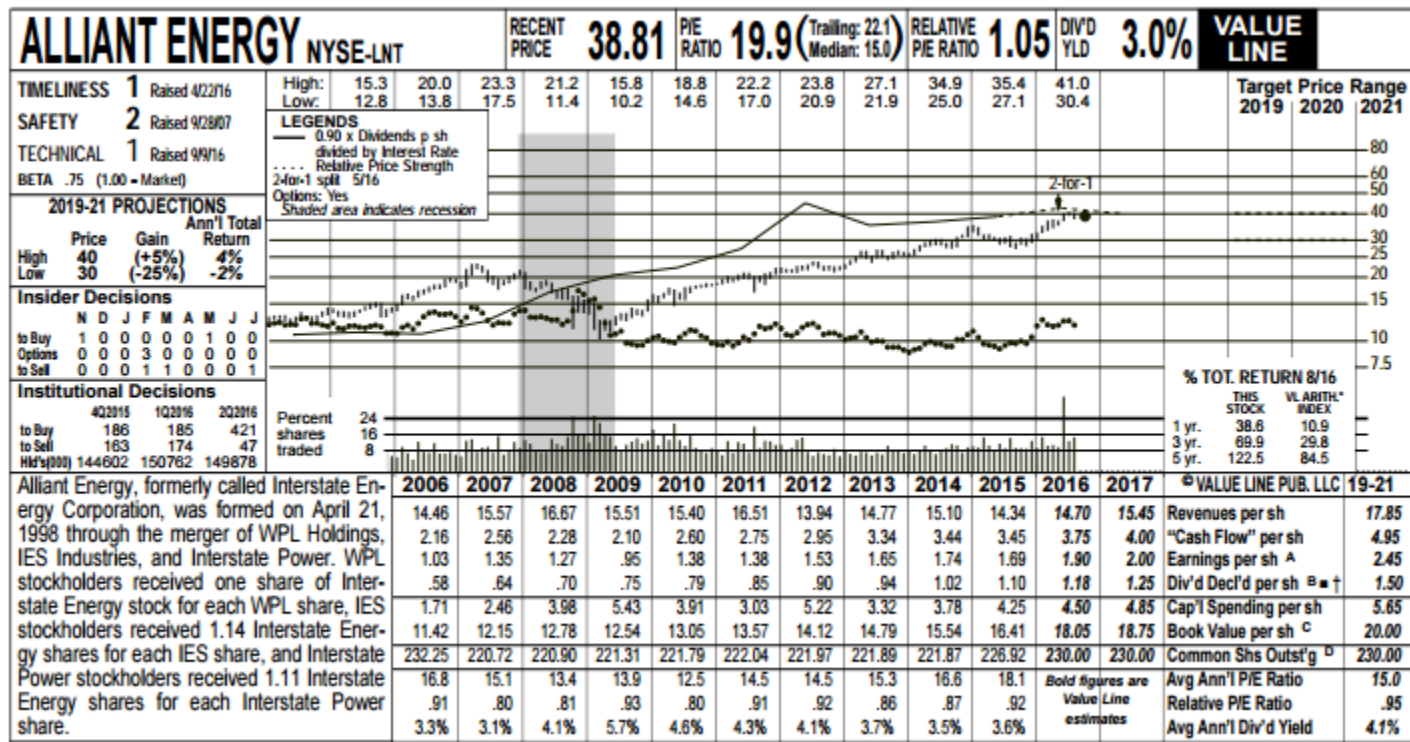 ALLIANT ENERGY NYSE-LNT
RECENT PRICE 38.81
P/E RATIO 19.9 (Trailing: 22.1 Median: 15.0)
RELATIVE P/E RATIO 1.05
DIV'D YLD 3.0%
VALUE LINE
TIMELINESS 1 Raised 4/22/16
SAFETY 2 Raised 9/28/07
TECHNICAL 1 Raised 9/9/16
BETA .75 (1.00 = Market)
High: 15.3 20.0 23.3 21.2 15.8 18.8 22.2 23.8 27.1 34.9 35.4 41.0
Low: 12.8 13.8 17.5 11.4 10.2 14.6 17.0 20.9 21.9 25.0 27.1 30.4
Target Price Range
2019 2020 2021
LEGENDS
0.90 x Dividends p sh
divided by Interest Rate
Relative Price Strength
2-for-1 split 5/16
Options: Yes
Shaded area indicates recession
2-for-1
80
60
50
40
30
25
20
15
10
7.5
2019-21 PROJECTIONS
Ann'l Total
Price Gain Return
High 40 (+5%) 4%
Low 30 (-25%) -2%
Insider Decisions
N D J F M A M J J
to Buy 1 0 0 0 0 0 1 0 0
Options 0 0 0 3 0 0 0 0 0
to Sell 0 0 0 1 1 0 0 0 1
Institutional Decisions
4Q2015 1Q2016 2Q2016
to Buy 186 185 421
to Sell 163 174 47
Hld's(000) 144602 150762 149878
Percent 24
shares 16
traded 8
% TOT. RETURN 8/16
THIS VL ARITH.*
STOCK INDEX
1 yr. 38.6 10.9
3 yr. 69.9 29.8
5 yr. 122.5 84.5
Alliant Energy, formerly called Interstate En-
ergy Corporation, was formed on April 21,
1998 through the merger of WPL Holdings,
IES Industries, and Interstate Power. WPL
stockholders received one share of Inter-
state Energy stock for each WPL share, IES
stockholders received 1.14 Interstate Ener-
gy shares for each IES share, and Interstate
Power stockholders received 1.11 Interstate
Energy shares for each Interstate Power
share.
2006 2007 2008 2009 2010 2011 2012 2013 2014 2015 2016 2017 © VALUE LINE PUB. LLC 19-21
14.46 15.57 16.67 15.51 15.40 16.51 13.94 14.77 15.10 14.34 14.70 15.45 Revenues per sh 17.85
2.16 2.56 2.28 2.10 2.60 2.75 2.95 3.34 3.44 3.45 3.75 4.00 "Cash Flow" per sh 4.95
1.03 1.35 1.27 .95 1.38 1.38 1.53 1.65 1.74 1.69 1.90 2.00 Earnings per sh A 2.45
.58 .64 .70 .75 .79 .85 .90 .94 1.02 1.10 1.18 1.25 Div'd Decl'd per sh B ■ † 1.50
1.71 2.46 3.98 5.43 3.91 3.03 5.22 3.32 3.78 4.25 4.50 4.85 Cap'l Spending per sh 5.65
11.42 12.15 12.78 12.54 13.05 13.57 14.12 14.79 15.54 16.41 18.05 18.75 Book Value per sh C 20.00
232.25 220.72 220.90 221.31 221.79 222.04 221.97 221.89 221.87 226.92 230.00 230.00 Common Shs Outst'g D 230.00
16.8 15.1 13.4 13.9 12.5 14.5 14.5 15.3 16.6 18.1 Bold figures are Avg Ann'l P/E Ratio 15.0
.91 .80 .81 .93 .80 .91 .92 .86 .87 .92 Value Line Relative P/E Ratio .95
3.3% 3.1% 4.1% 5.7% 4.6% 4.3% 4.1% 3.7% 3.5% 3.6% estimates Avg Ann'l Div'd Yield 4.1%